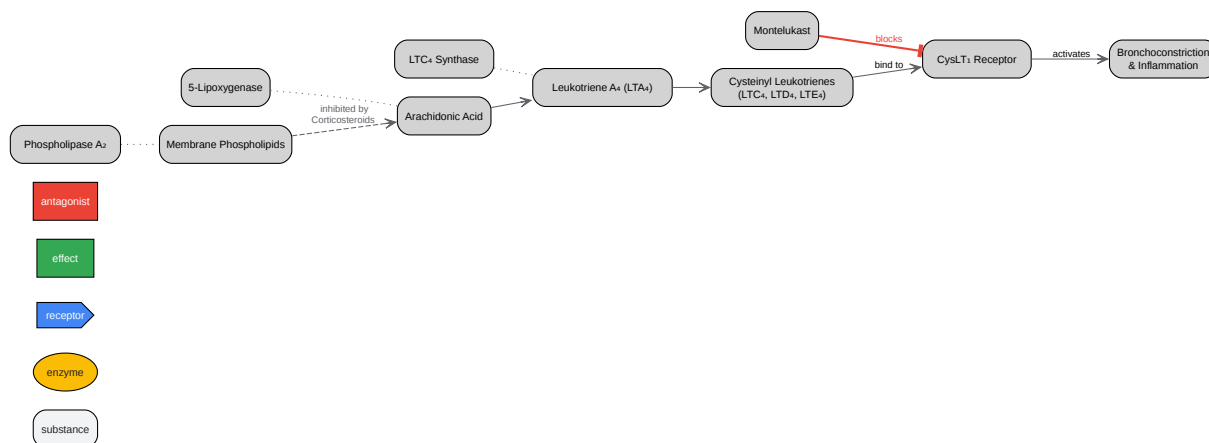 Montelukast
blocks
LTC₄ Synthase
CysLT₁ Receptor
activates
Bronchoconstriction
& Inflammation
bind to
5-Lipoxygenase
Leukotriene A₄ (LTA₄)
Cysteinyl Leukotrienes
(LTC₄, LTD₄, LTE₄)
inhibited by
Corticosteroids
Arachidonic Acid
Phospholipase A₂
Membrane Phospholipids
antagonist
effect
receptor
enzyme
substance